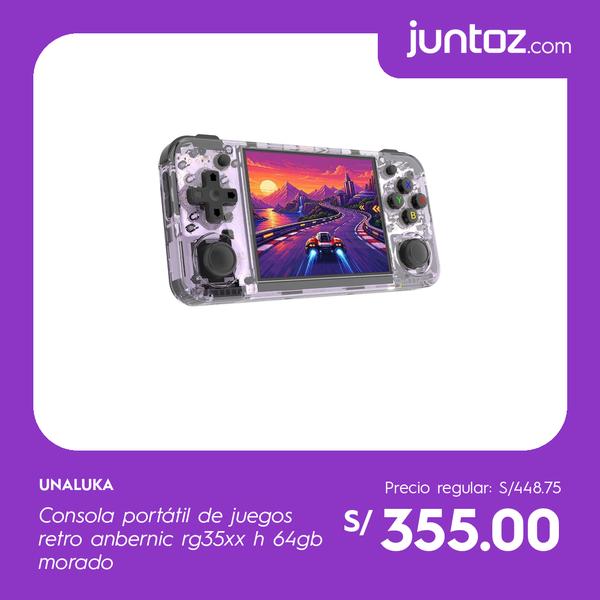 juntoz.com
Y
B
UNALUKA
Consola portátil de juegos
retro anbernic rg35xx h 64gb
morado
Precio regular: S/448.75
S/ 355.00